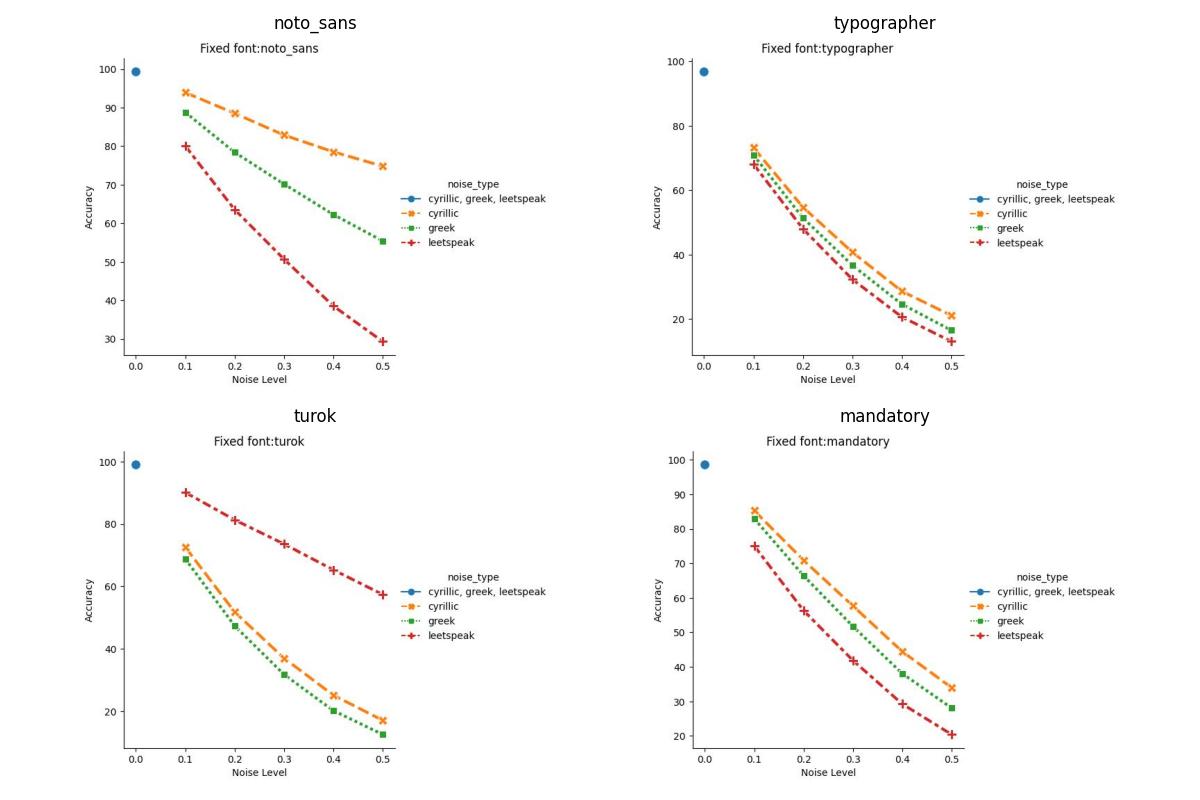 noto_sans
Fixed font:noto_sans
100
90
80
70
60
50
40
30
Accuracy
0.0 0.1 0.2 0.3 0.4 0.5
Noise Level
noise_type
cyrillic, greek, leetspeak
cyrillic
greek
leetspeak
typographer
Fixed font:typographer
100
80
60
40
20
Accuracy
0.0 0.1 0.2 0.3 0.4 0.5
Noise Level
noise_type
cyrillic, greek, leetspeak
cyrillic
greek
leetspeak
turok
Fixed font:turok
100
80
60
40
20
Accuracy
0.0 0.1 0.2 0.3 0.4 0.5
Noise Level
noise_type
cyrillic, greek, leetspeak
cyrillic
greek
leetspeak
mandatory
Fixed font:mandatory
100
90
80
70
60
50
40
30
20
Accuracy
0.0 0.1 0.2 0.3 0.4 0.5
Noise Level
noise_type
cyrillic, greek, leetspeak
cyrillic
greek
leetspeak